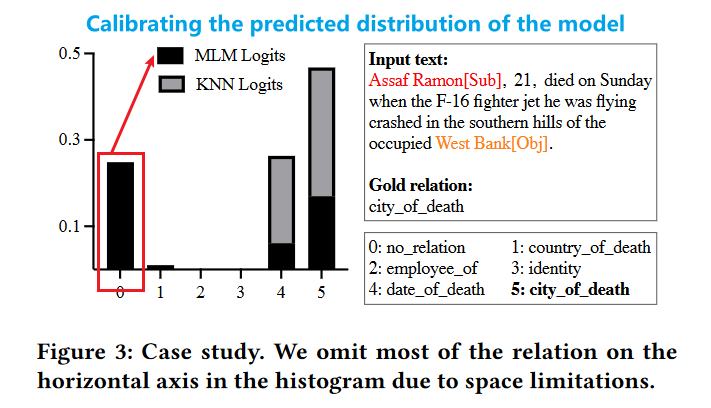 Calibrating the predicted distribution of the model
0.5
0.3
0.1
MLM Logits
KNN Logits
0 1 2 3 4 5
Input text:
Assaf Ramon[Sub], 21, died on Sunday
when the F-16 fighter jet he was flying
crashed in the southern hills of the
occupied West Bank[Obj].
Gold relation:
city_of_death
0: no_relation 1: country_of_death
2: employee_of 3: identity
4: date_of_death 5: city_of_death
Figure 3: Case study. We omit most of the relation on the
horizontal axis in the histogram due to space limitations.